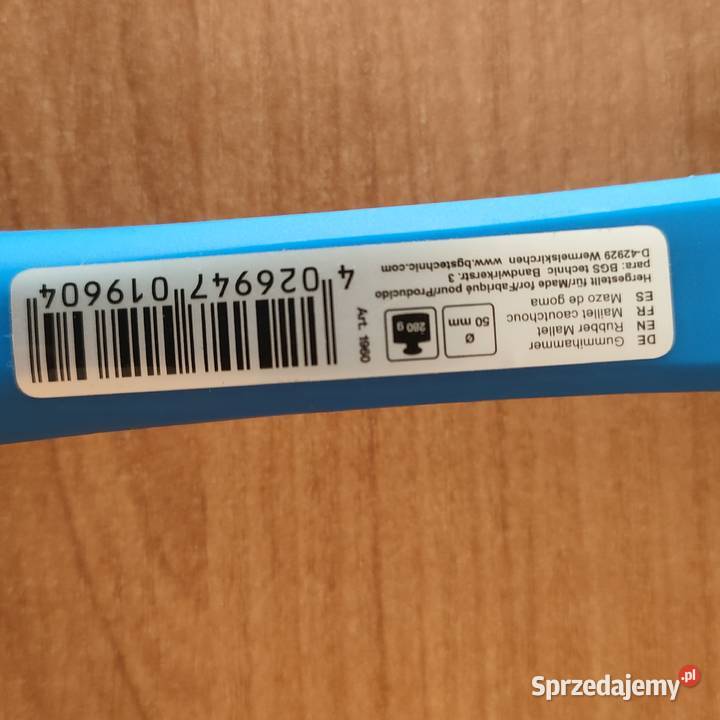 DE Gummihammer
EN Rubber Mallet
FR Maillet caoutchouc
ES Mazo de goma
Hergestellt für/Made for/Fabriqué pour/Producido
para: BGS technic Bandwirkerstr. 3
D-42929 Wermelskirchen www.bgstechnic.com
Ø
50 mm
280 g
Art. 1960
4 026947 019604
Sprzedajemy.pl